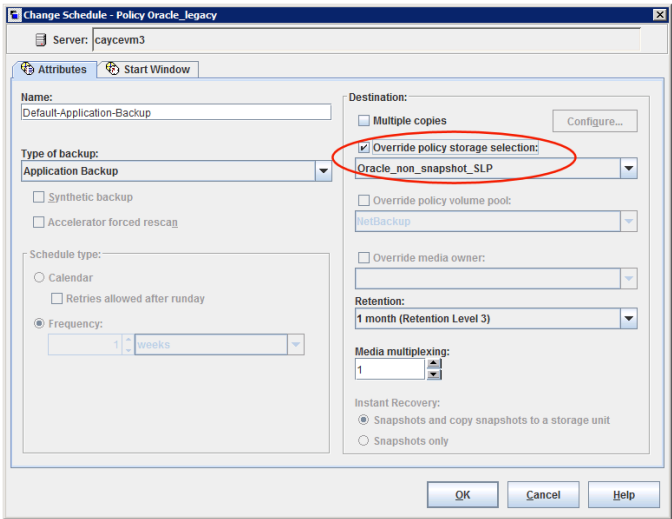 Change Schedule - Policy Oracle_legacy
Server: caycevm3
Attributes
Start Window
Name:
Default-Application-Backup
Type of backup:
Application Backup
Synthetic backup
Accelerator forced rescan
Schedule type:
Calendar
Retries allowed after runday
Frequency:
1 weeks
Destination:
Multiple copies
Configure...
Override policy storage selection:
Oracle_non_snapshot_SLP
Override policy volume pool:
NetBackup
Override media owner:
Retention:
1 month (Retention Level 3)
Media multiplexing:
1
Instant Recovery:
Snapshots and copy snapshots to a storage unit
Snapshots only
OK
Cancel
Help